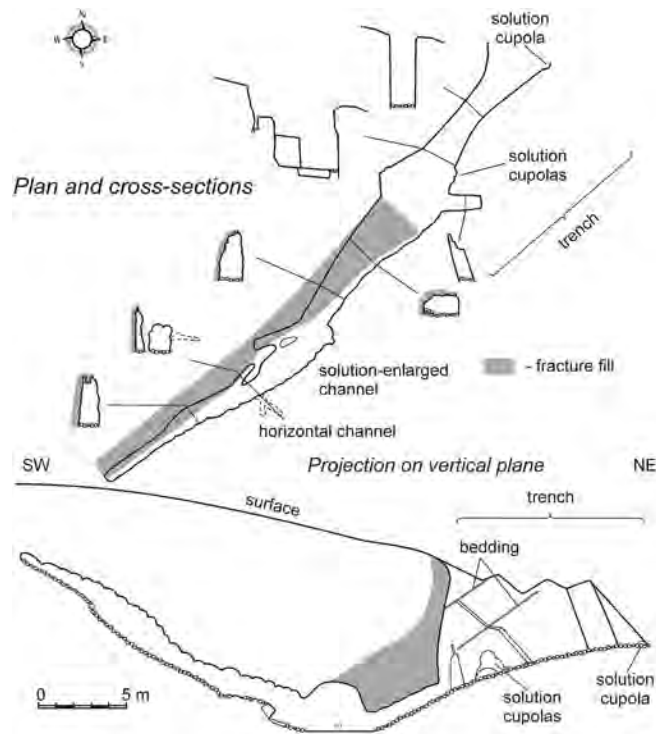 N
W E
S
solution
cupola
solution
cupolas
Plan and cross-sections
trench
solution-enlarged
channel
- fracture fill
horizontal channel
SW
Projection on vertical plane
NE
trench
surface
bedding
0 5 m
solution
cupolas
solution
cupola